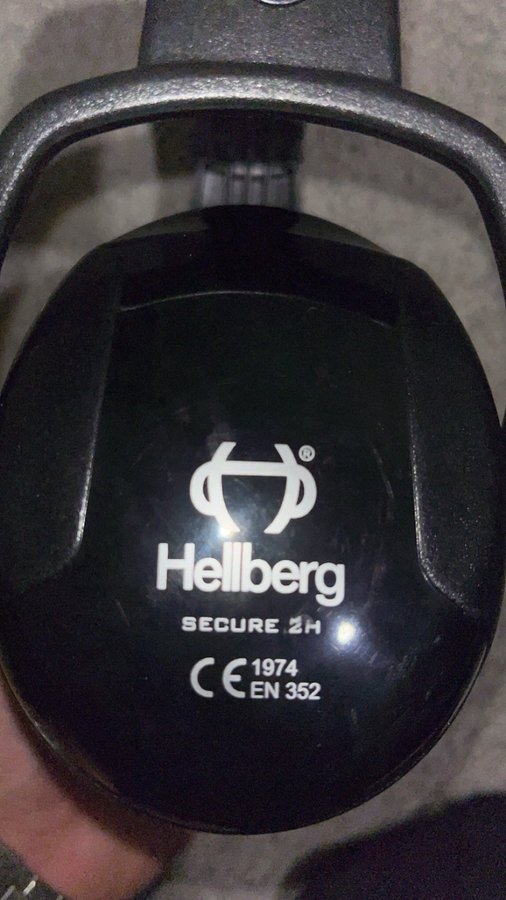 ®
Hellberg
SECURE 2H
CE 1974
EN 352